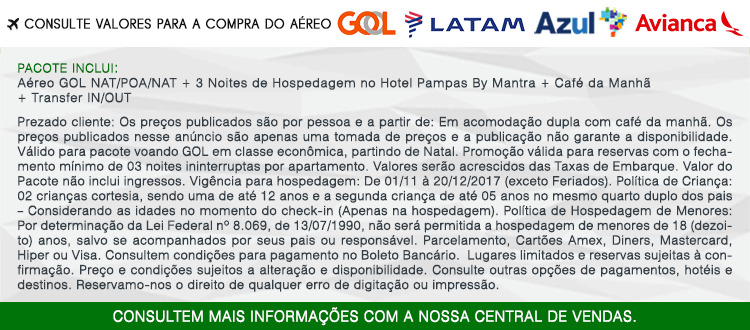 CONSULTE VALORES PARA A COMPRA DO AÉREO GOL LATAM Azul Avianca
PACOTE INCLUI:
Aéreo GOL NAT/POA/NAT + 3 Noites de Hospedagem no Hotel Pampas By Mantra + Café da Manhã
+ Transfer IN/OUT
Prezado cliente: Os preços publicados são por pessoa e a partir de: Em acomodação dupla com café da manhã. Os
preços publicados nesse anúncio são apenas uma tomada de preços e a publicação não garante a disponibilidade.
Válido para pacote voando GOL em classe econômica, partindo de Natal. Promoção válida para reservas com o fecha-
mento mínimo de 03 noites ininterruptas por apartamento. Valores serão acrescidos das Taxas de Embarque. Valor do
Pacote não inclui ingressos. Vigência para hospedagem: De 01/11 à 20/12/2017 (exceto Feriados). Política de Criança:
02 crianças cortesia, sendo uma de até 12 anos e a segunda criança de até 05 anos no mesmo quarto duplo dos pais
– Considerando as idades no momento do check-in (Apenas na hospedagem). Política de Hospedagem de Menores:
Por determinação da Lei Federal nº 8.069, de 13/07/1990, não será permitida a hospedagem de menores de 18 (dezoi-
to) anos, salvo se acompanhados por seus pais ou responsável. Parcelamento, Cartões Amex, Diners, Mastercard,
Hiper ou Visa. Consultem condições para pagamento no Boleto Bancário.  Lugares limitados e reservas sujeitas à con-
firmação. Preço e condições sujeitos a alteração e disponibilidade. Consulte outras opções de pagamentos, hotéis e
destinos. Reservamo-nos o direito de qualquer erro de digitação ou impressão.
CONSULTEM MAIS INFORMAÇÕES COM A NOSSA CENTRAL DE VENDAS.